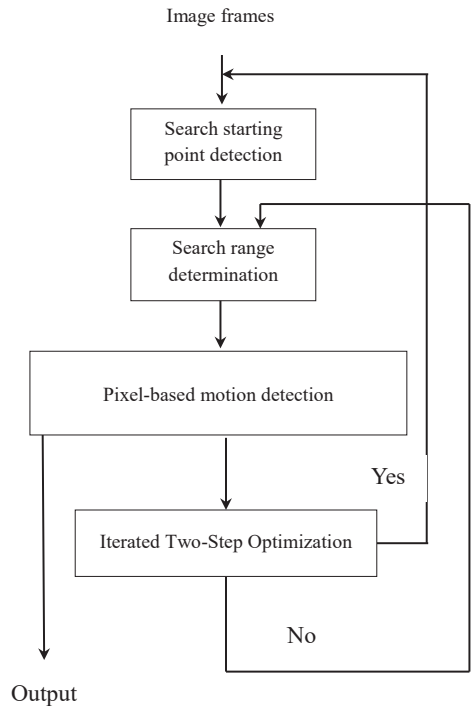 Image frames
Search starting
point detection
Search range
determination
Pixel-based motion detection
Yes
Iterated Two-Step Optimization
No
Output